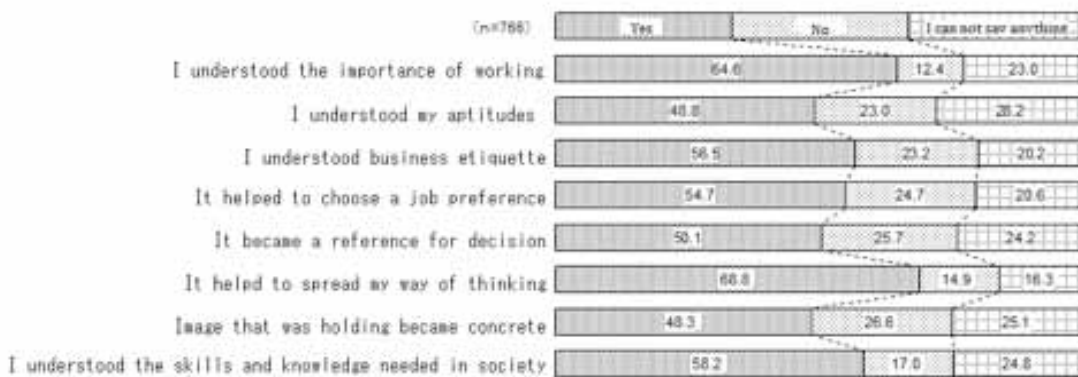 (n=766) Yes No I can not say anything
I understood the importance of working 64.6 12.4 23.0
I understood my aptitudes 48.8 23.0 28.2
I understood business etiquette 56.5 23.2 20.2
It helped to choose a job preference 54.7 24.7 20.6
It became a reference for decision 50.1 25.7 24.2
It helped to spread my way of thinking 68.8 14.9 16.3
Image that was holding became concrete 48.3 26.6 25.1
I understood the skills and knowledge needed in society 58.2 17.0 24.8